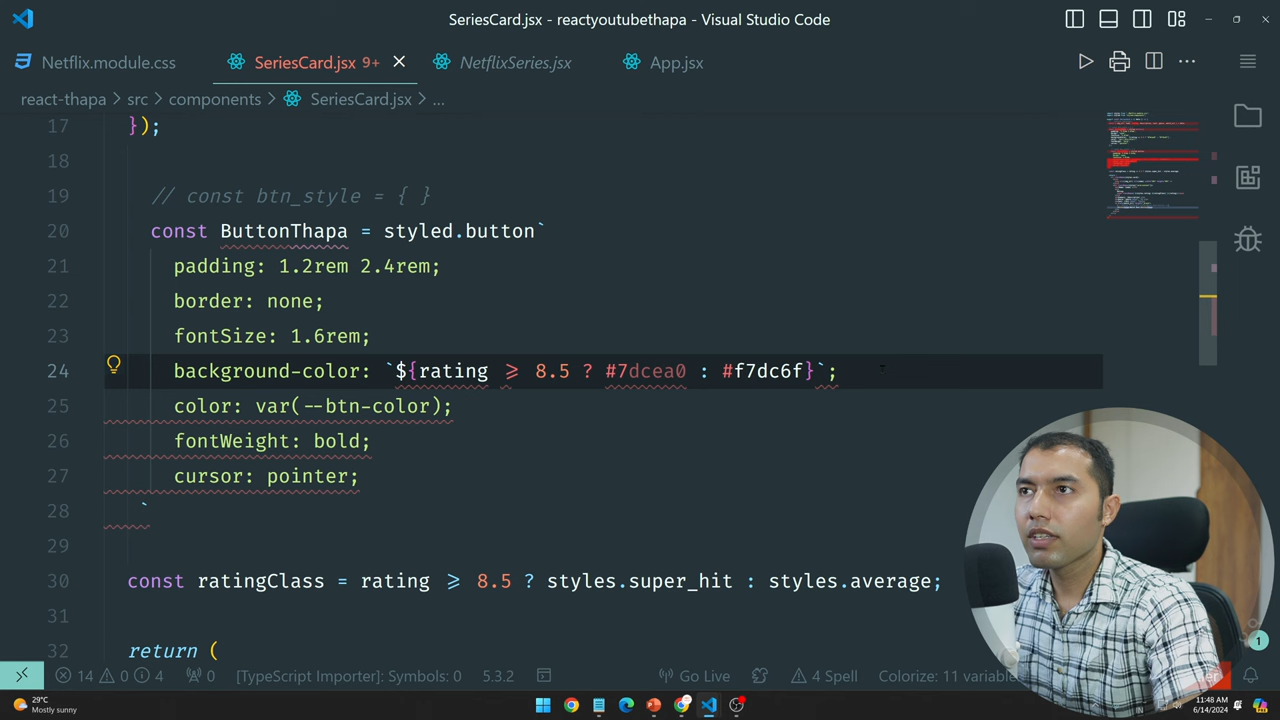 SeriesCard.jsx - reactyoutubethapa - Visual Studio Code
Netflix.module.css SeriesCard.jsx 9+ NetflixSeries.jsx App.jsx
react-thapa > src > components > SeriesCard.jsx > ...
17 });
18
19 // const btn_style = { }
20 const ButtonThapa = styled.button`
21 padding: 1.2rem 2.4rem;
22 border: none;
23 fontSize: 1.6rem;
24 background-color: `${rating >= 8.5 ? #7dcea0 : #f7dc6f}`;
25 color: var(--btn-color);
26 fontWeight: bold;
27 cursor: pointer;
28 `
29
30 const ratingClass = rating >= 8.5 ? styles.super_hit : styles.average;
31
32 return (
14 0 4 0 [TypeScript Importer]: Symbols: 0 5.3.2 Go Live 4 Spell Colorize: 11 variable
1
29°C
Mostly sunny
11:48 AM
6/14/2024